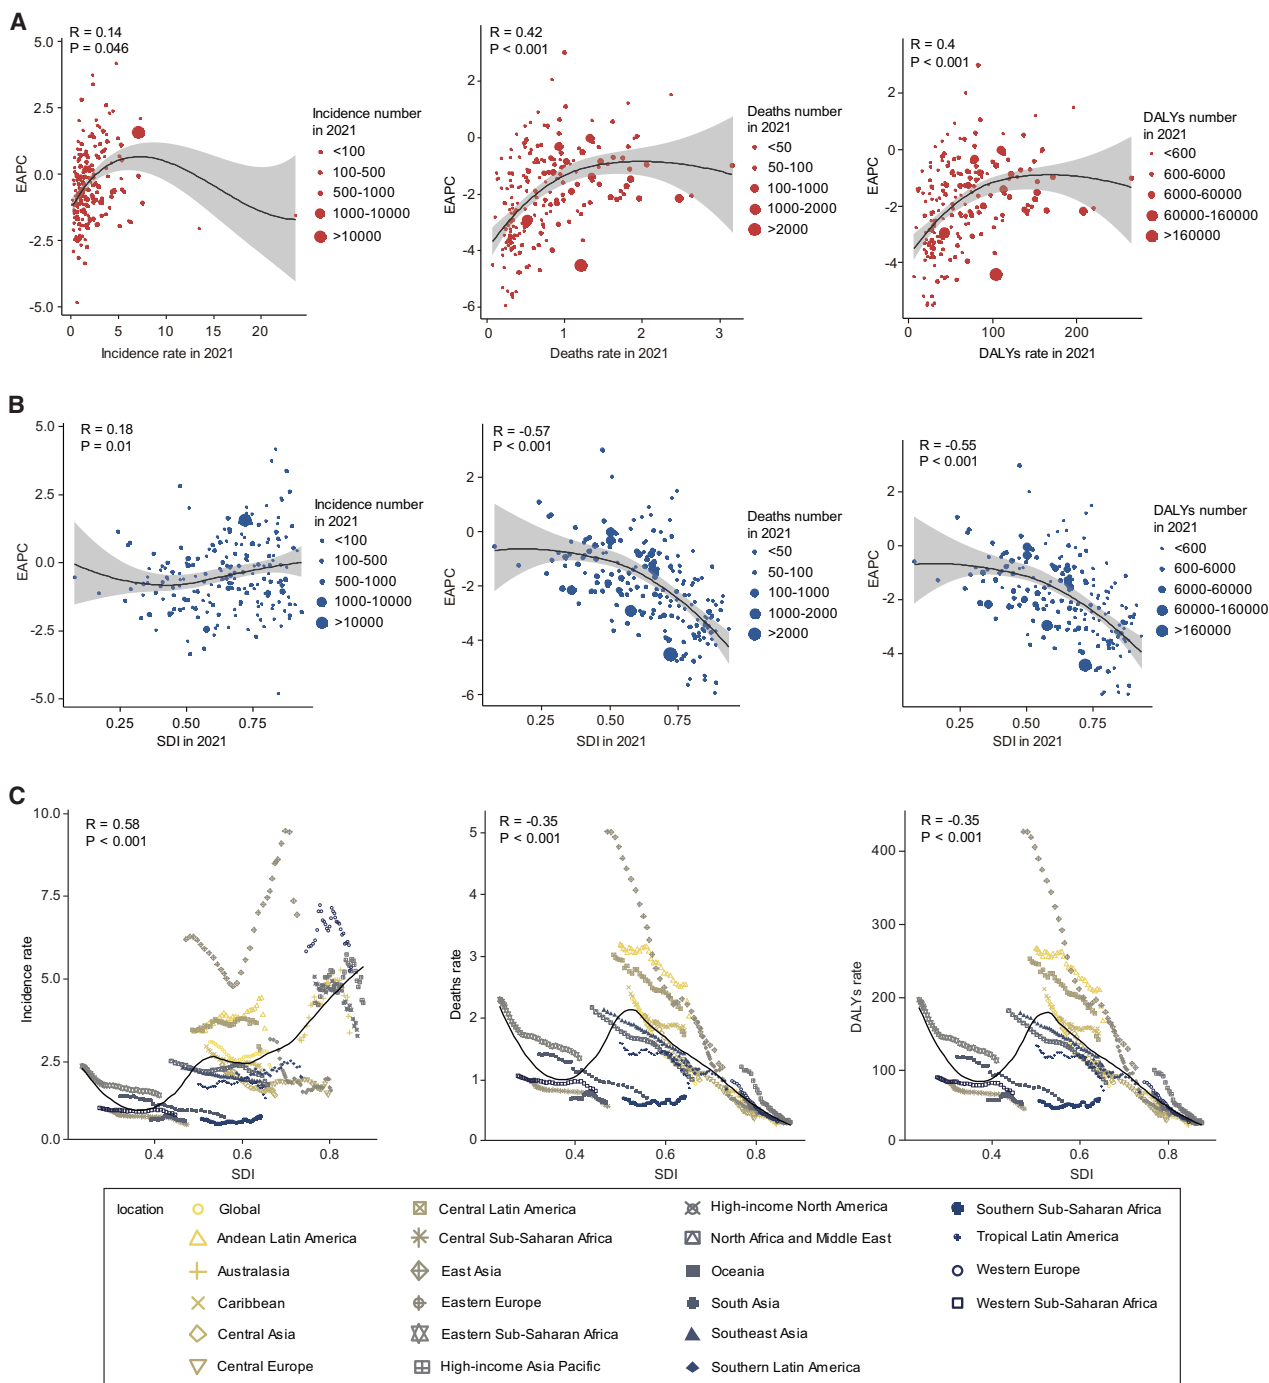 A
R = 0.14
P = 0.046
5.0
2.5
0.0
-2.5
-5.0
EAPC
0
5
10
15
20
Incidence rate in 2021
Incidence number
in 2021
<100
100-500
500-1000
1000-10000
>10000
R = 0.42
P < 0.001
2
0
-2
-4
-6
EAPC
0
1
2
3
Deaths rate in 2021
Deaths number
in 2021
<50
50-100
100-1000
1000-2000
>2000
R = 0.4
P < 0.001
2
0
-2
-4
EAPC
0
100
200
DALYs rate in 2021
DALYs number
in 2021
<600
600-6000
6000-60000
60000-160000
>160000
B
R = 0.18
P = 0.01
5.0
2.5
0.0
-2.5
-5.0
EAPC
0.25
0.50
0.75
SDI in 2021
Incidence number
in 2021
<100
100-500
500-1000
1000-10000
>10000
R = -0.57
P < 0.001
2
0
-2
-4
-6
EAPC
0.25
0.50
0.75
SDI in 2021
Deaths number
in 2021
<50
50-100
100-1000
1000-2000
>2000
R = -0.55
P < 0.001
2
0
-2
-4
EAPC
0.25
0.50
0.75
SDI in 2021
DALYs number
in 2021
<600
600-6000
6000-60000
60000-160000
>160000
C
R = 0.58
P < 0.001
10.0
7.5
5.0
2.5
0.0
Incidence rate
0.4
0.6
0.8
SDI
R = -0.35
P < 0.001
5
4
3
2
1
0
Deaths rate
0.4
0.6
0.8
SDI
R = -0.35
P < 0.001
400
300
200
100
0
DALYs rate
0.4
0.6
0.8
SDI
location
Global
Andean Latin America
Australasia
Caribbean
Central Asia
Central Europe
Central Latin America
Central Sub-Saharan Africa
East Asia
Eastern Europe
Eastern Sub-Saharan Africa
High-income Asia Pacific
High-income North America
North Africa and Middle East
Oceania
South Asia
Southeast Asia
Southern Latin America
Southern Sub-Saharan Africa
Tropical Latin America
Western Europe
Western Sub-Saharan Africa